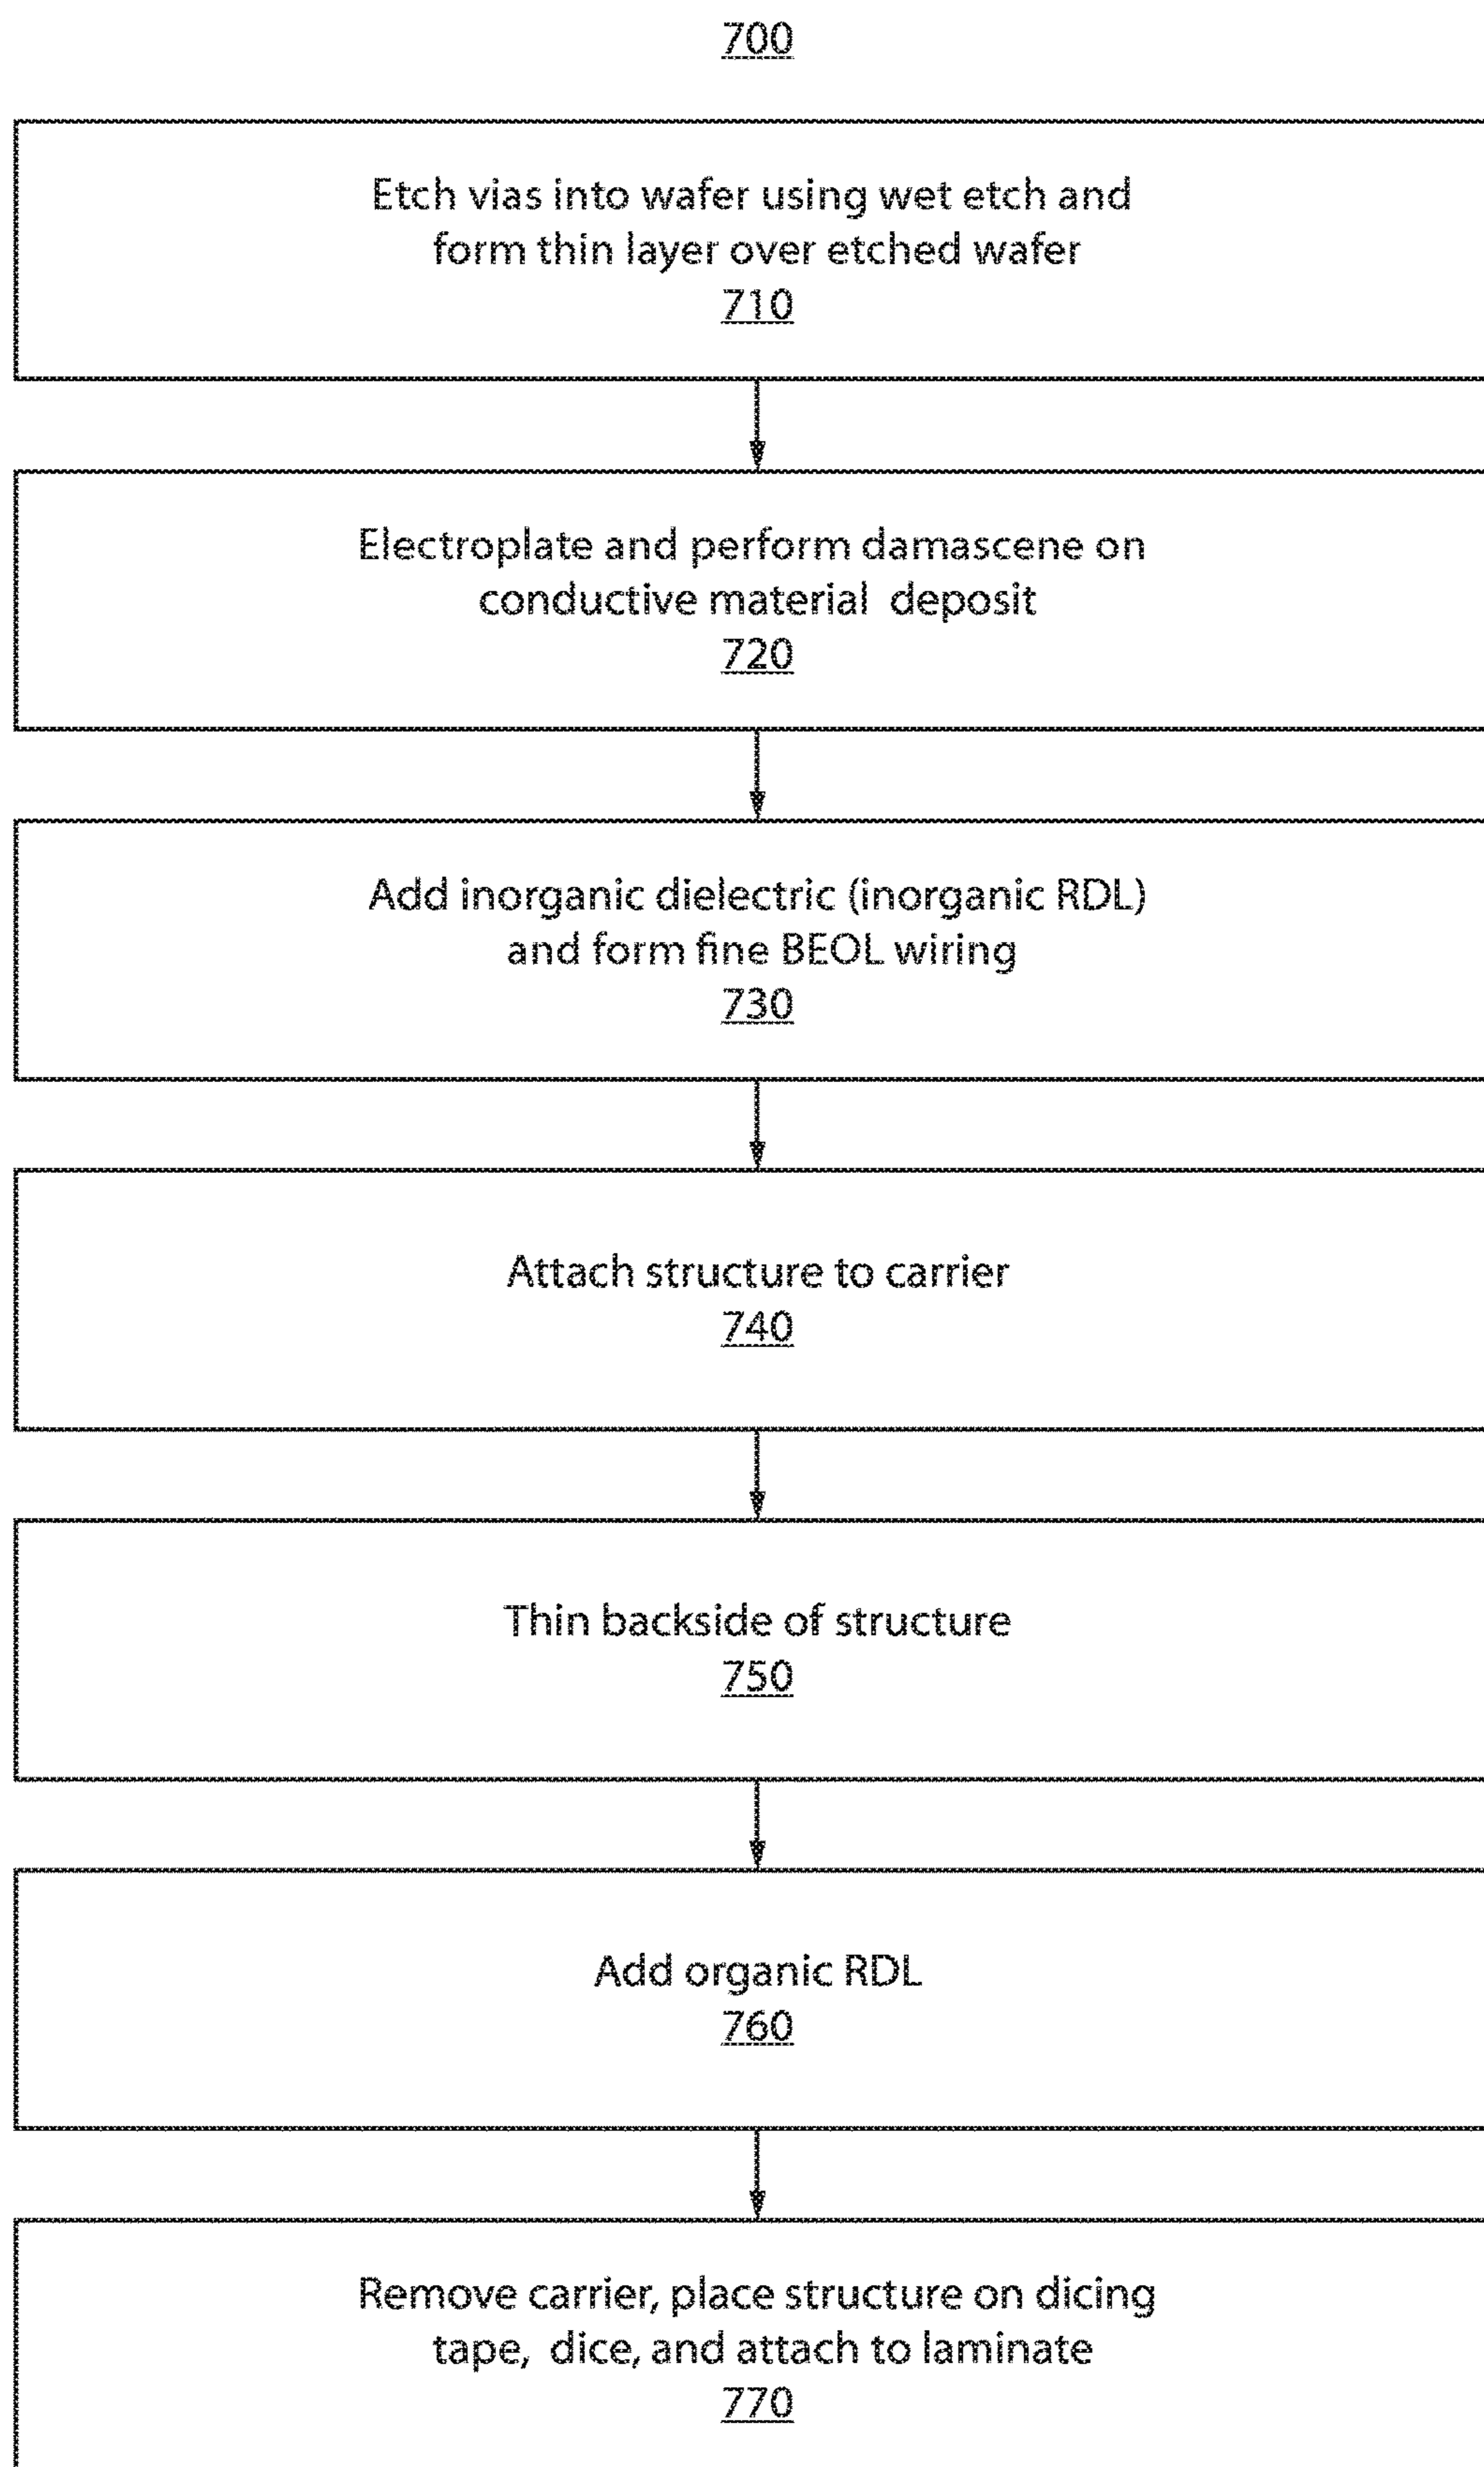 700
Etch vias into wafer using wet etch and
form thin layer over etched wafer
710
Electroplate and perform damascene on
conductive material deposit
720
Add inorganic dielectric (inorganic RDL)
and form fine BEOL wiring
730
Attach structure to carrier
740
Thin backside of structure
750
Add organic RDL
760
Remove carrier, place structure on dicing
tape, dice, and attach to laminate
770